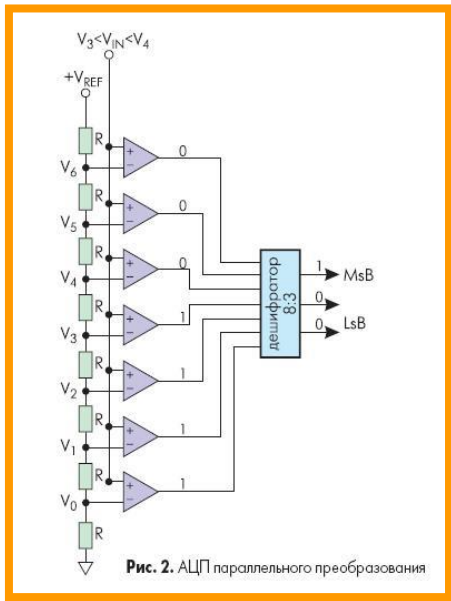 V3<VIN<V4
+VREF
R
0
V6
R
0
V5
R
0
V4
R
1
V3
R
1
V2
R
1
V1
R
1
V0
R
дешифратор
8:3
1 MsB
0
0 LsB
Рис. 2. АЦП параллельного преобразования